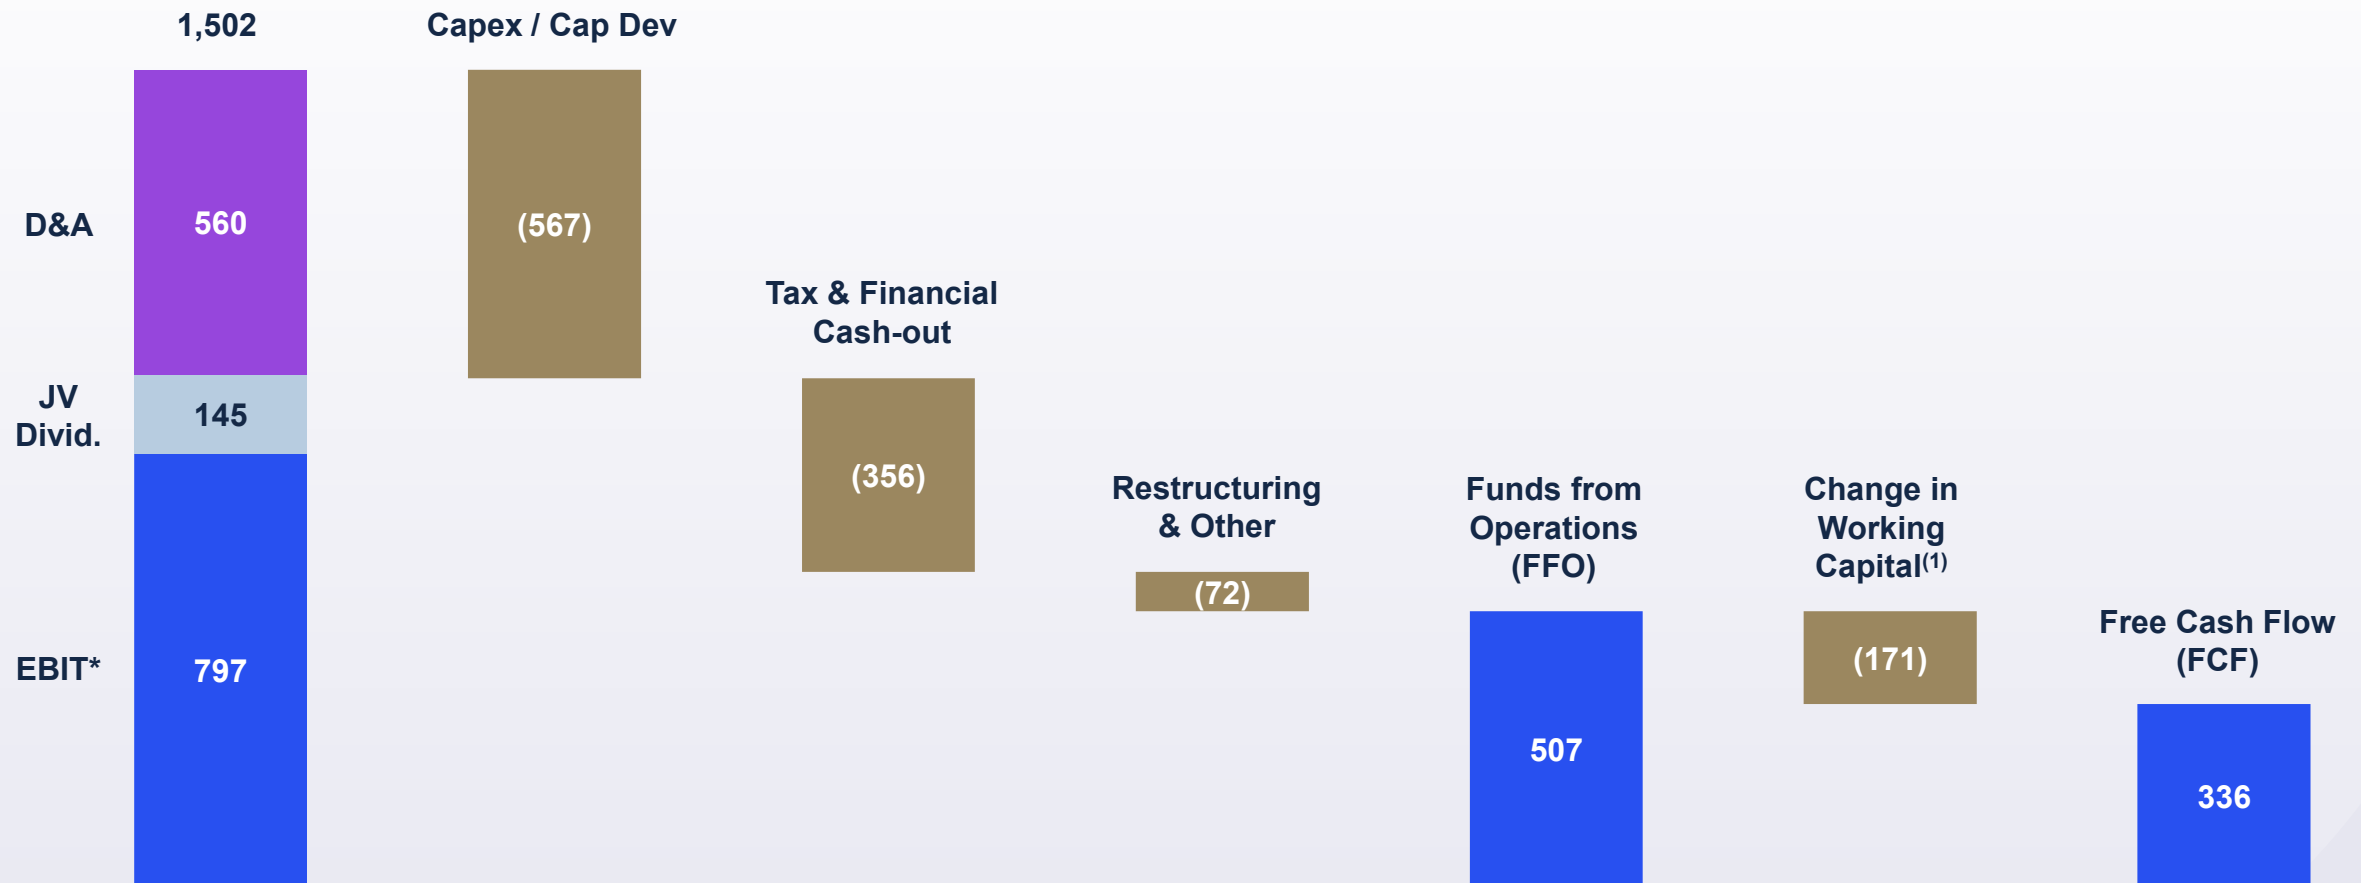 1,502
D&A
560
JV
Divid.
145
EBIT*
797
Capex / Cap Dev
(567)
Tax & Financial
Cash-out
(356)
Restructuring
& Other
(72)
Funds from
Operations
(FFO)
507
Change in
Working
Capital(1)
(171)
Free Cash Flow
(FCF)
336